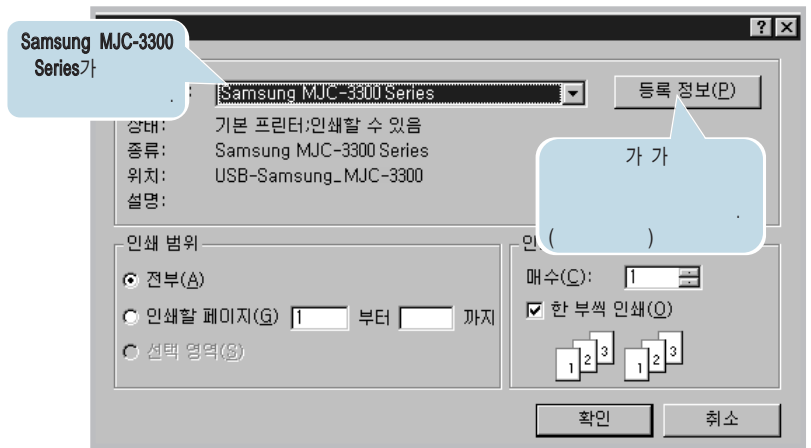 Samsung MJC-3300
Series가
.
Samsung MJC-3300 Series
등록 정보(P)
상태: 기본 프린터;인쇄할 수 있음
종류: Samsung MJC-3300 Series
위치: USB-Samsung_MJC-3300
설명:
가 가
.
( )
인쇄 범위
전부(A)
인쇄할 페이지(G) 1 부터 까지
선택 영역(S)
매수(C): 1
한 부씩 인쇄(O)
1 2 3 1 2 3
확인 취소